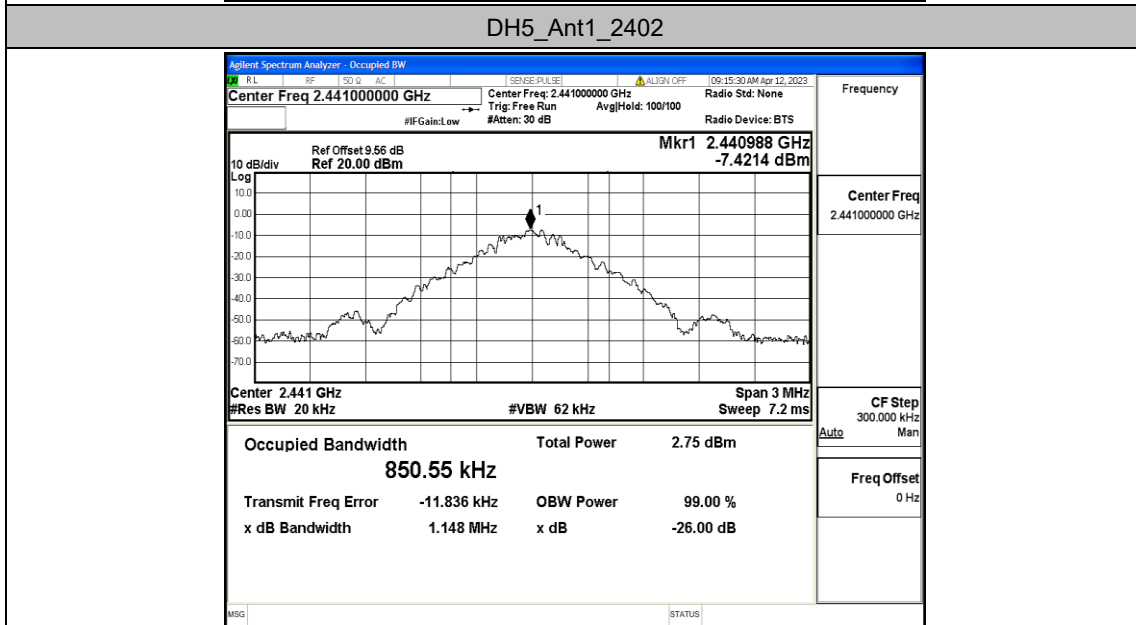 DH5_Ant1_2402
Agilent Spectrum Analyzer - Occupied BW
RL RF 50 Ω AC SENSE:PULSE ALIGN OFF 09:15:30 AM Apr 12, 2023
Center Freq 2.441000000 GHz
Center Freq: 2.441000000 GHz
Radio Std: None
Trig: Free Run Avg|Hold: 100/100
#IFGain:Low
#Atten: 30 dB
Radio Device: BTS
Frequency
Mkr1 2.440988 GHz
-7.4214 dBm
Ref Offset 9.56 dB
10 dB/div Ref 20.00 dBm
Log
10.0
0.00
-10.0
-20.0
-30.0
-40.0
-50.0
-60.0
-70.0
1
Center 2.441 GHz
Span 3 MHz
#Res BW 20 kHz
#VBW 62 kHz
Sweep 7.2 ms
Center Freq
2.441000000 GHz
CF Step
300.000 kHz
Auto Man
Freq Offset
0 Hz
Occupied Bandwidth
850.55 kHz
Total Power 2.75 dBm
Transmit Freq Error -11.836 kHz OBW Power 99.00 %
x dB Bandwidth 1.148 MHz x dB -26.00 dB
MSG STATUS